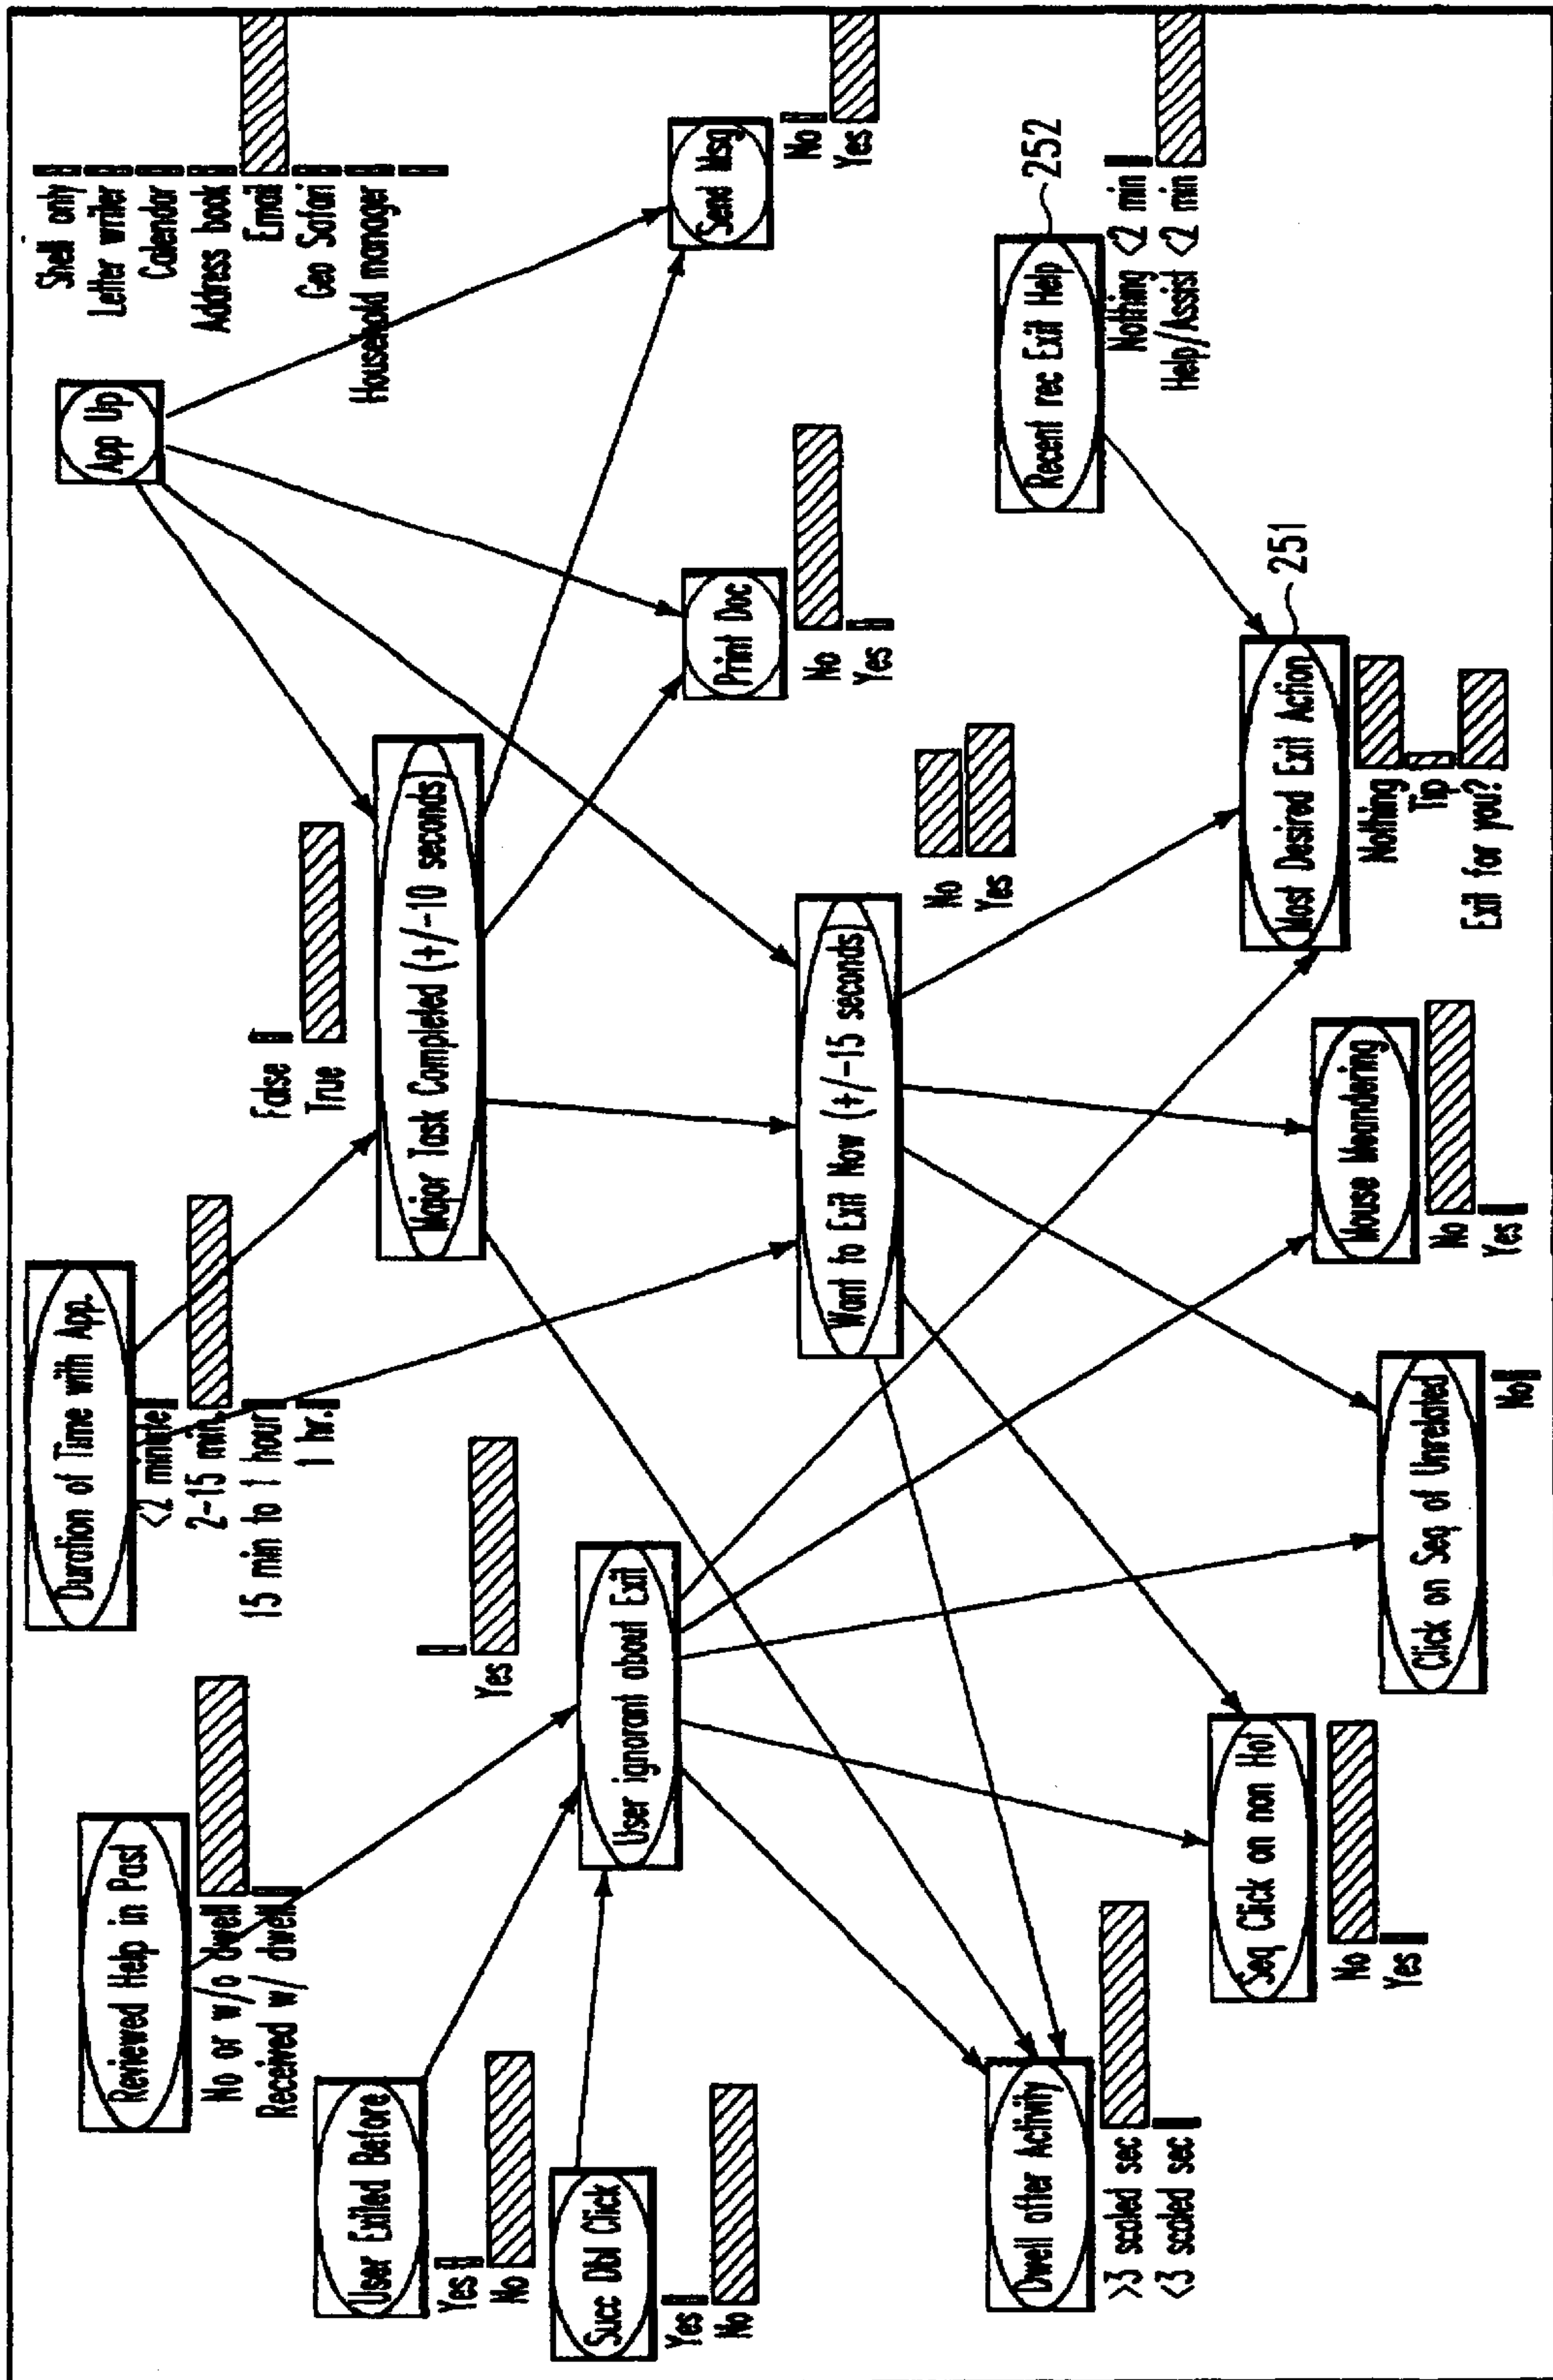 Reviewed Help in Past
No or w/o dwell
Received w/ dwell
Duration of Time with App.
<2 minute
2-15 min.
15 min to 1 hour
1 hr.
App Up
Shell only
Letter writer
Calendar
Address book
Email
Geo Safari
Household manager
User Exited Before
Yes
No
False
True
Major Task Completed (+/-10 seconds
Succ Dbl Click
Yes
No
Yes
User ignorant about Exit
Print Doc
No
Yes
Send Msg
No
Yes
Want to Exit Now (+/-15 seconds
No
Yes
Dwell after Activity
>3 scaled sec
<3 scaled sec
Recent rec Exit Help
252
Nothing <2 min
Help/Assist <2 min
Seq Click on non Hot
No
Yes
Click on Seq of Unrelated
No
Mouse Meandering
No
Yes
Most Desired Exit Action
251
Nothing
Tip
Exit for you?